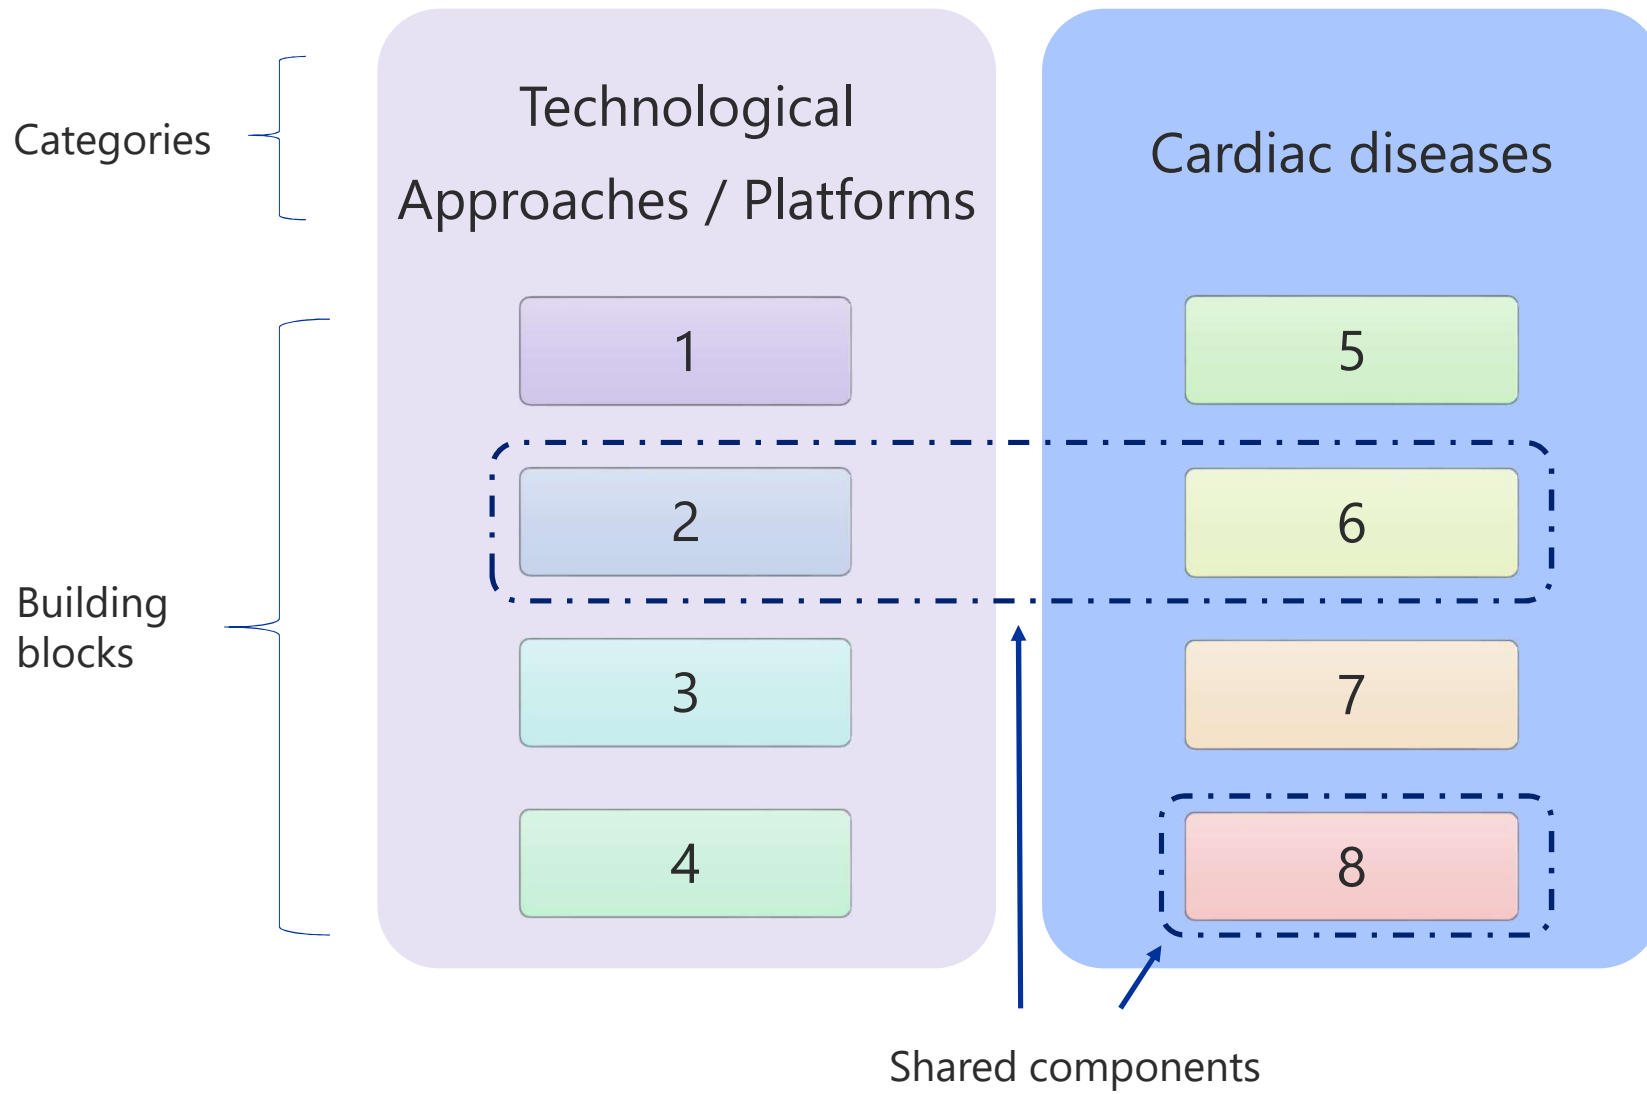 Categories
Technological
Approaches / Platforms
Cardiac diseases
Building
blocks
1
5
2
6
3
7
4
8
Shared components